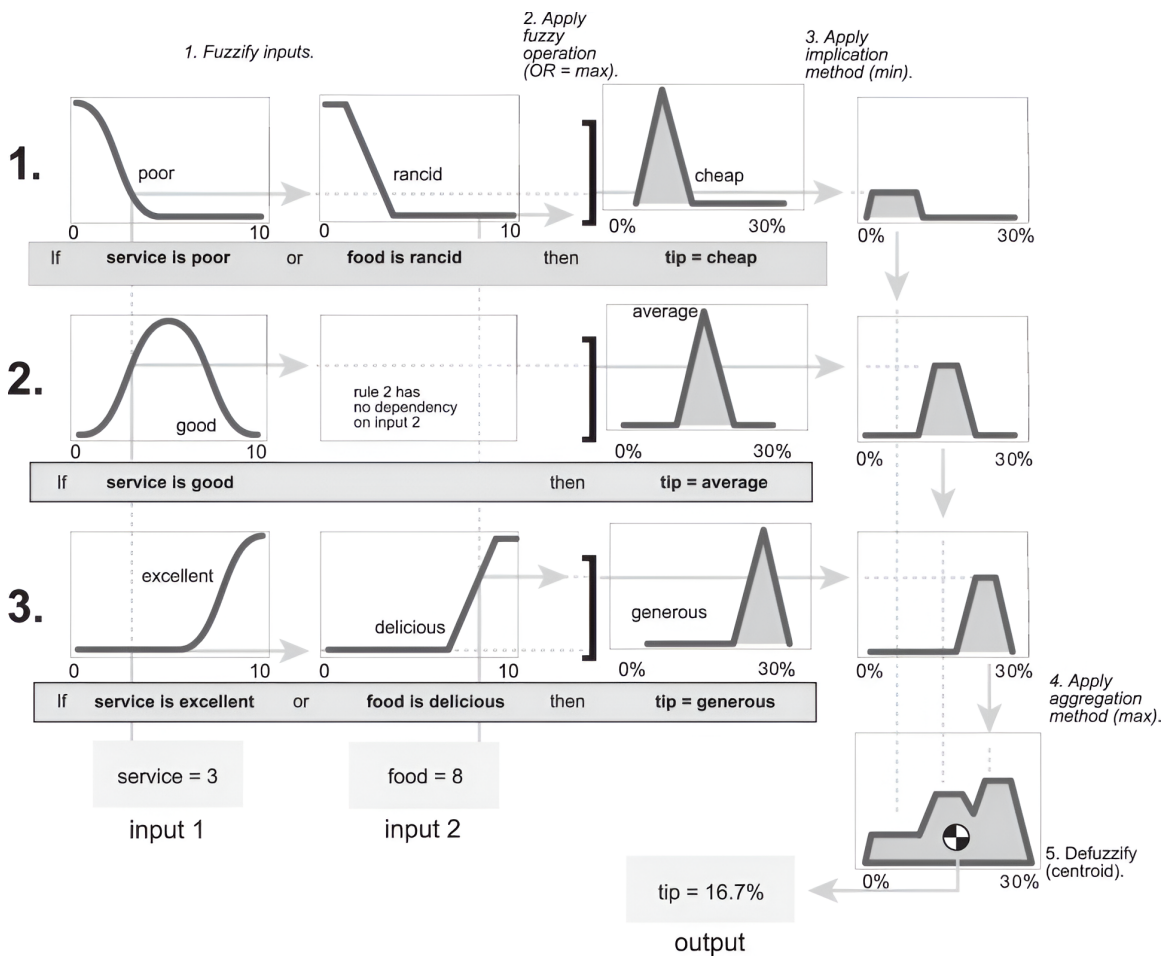 1. Fuzzify inputs.
2. Apply
fuzzy
operation
(OR = max).
3. Apply
implication
method (min).
1.
poor
rancid
cheap
0 10
0 10
0% 30%
0% 30%
If service is poor or food is rancid then tip = cheap
2.
good
rule 2 has
no dependency
on input 2
average
0 10
0% 30%
0% 30%
If service is good then tip = average
3.
excellent
delicious
generous
0 10
0 10
0% 30%
0% 30%
If service is excellent or food is delicious then tip = generous
4. Apply
aggregation
method (max).
service = 3
input 1
food = 8
input 2
5. Defuzzify
(centroid).
0% 30%
tip = 16.7%
output